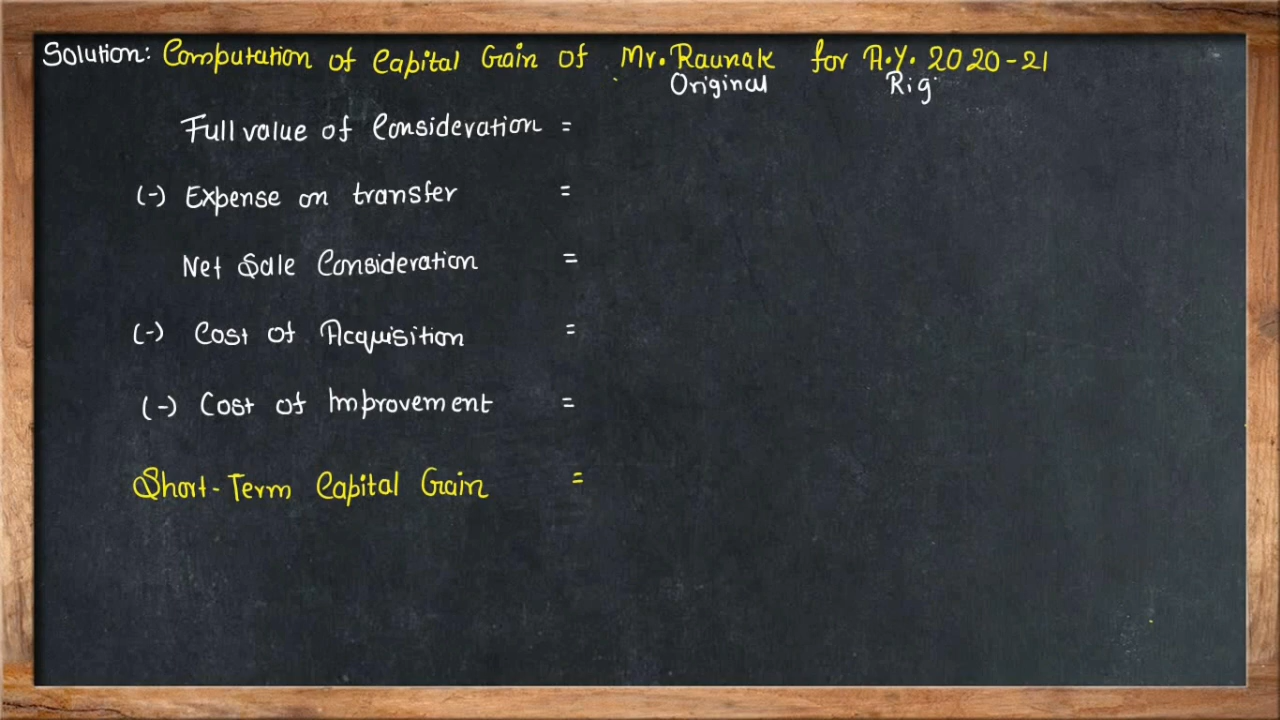 Solution: Computation of Capital Gain of Mr. Raunak for A.Y. 2020-21
Original Rig
Full value of Consideration =
(-) Expense on transfer =
Net Sale Consideration =
(-) Cost of Acquisition =
(-) Cost of Improvement =
Short-Term Capital Gain =